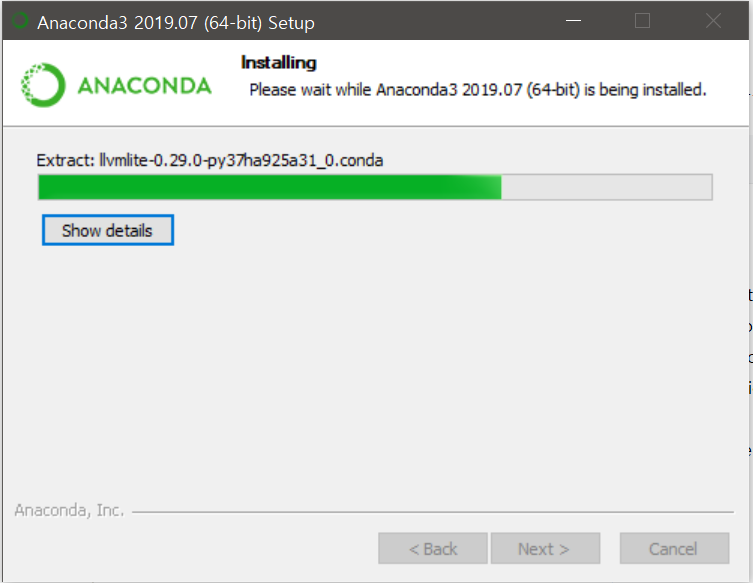 Anaconda3 2019.07 (64-bit) Setup
ANACONDA
Installing
Please wait while Anaconda3 2019.07 (64-bit) is being installed.
Extract: llvmlite-0.29.0-py37ha925a31_0.conda
Show details
Anaconda, Inc.
< Back
Next >
Cancel